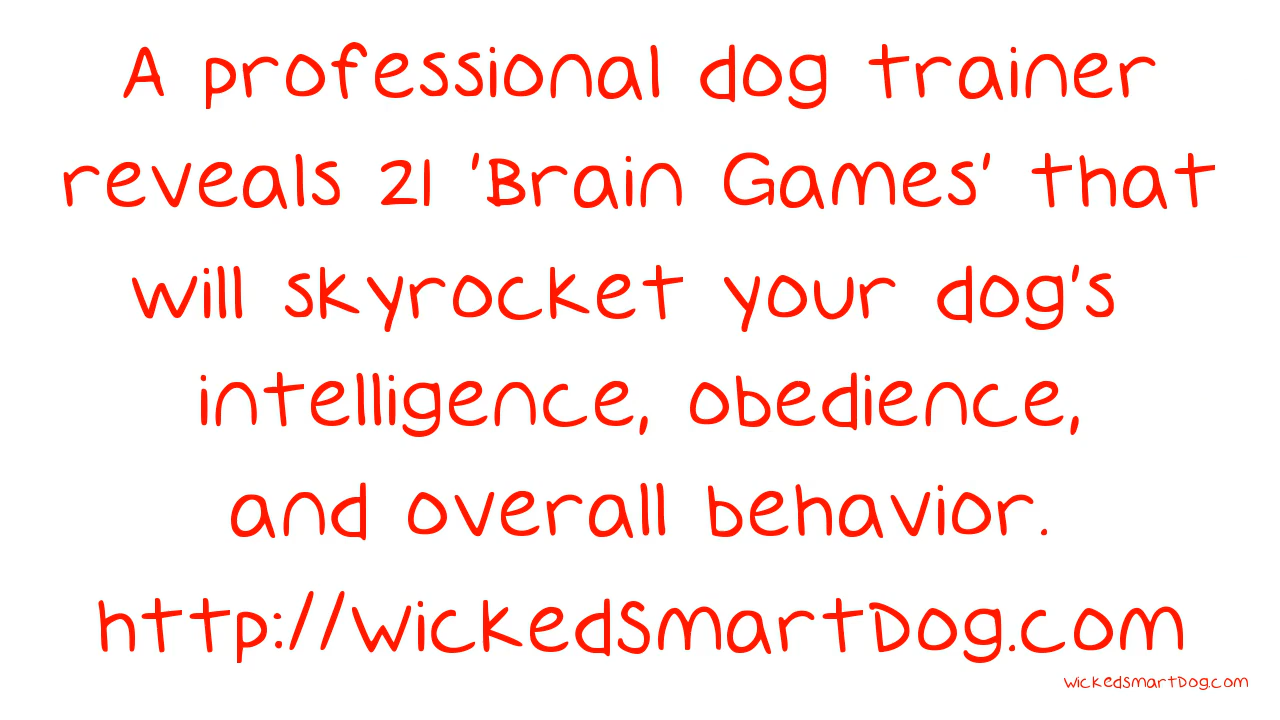 A professional dog trainer
reveals 21 'Brain Games' that
will skyrocket your dog's
intelligence, obedience,
and overall behavior.
http://WickedSmartDog.com
WickedSmartDog.com